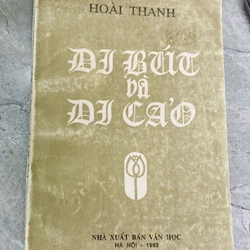 HOÀI THANH
DI BÚT
và
DI CẢO
NHÀ XUẤT BẢN VĂN HỌC
HÀ NỘI - 1993